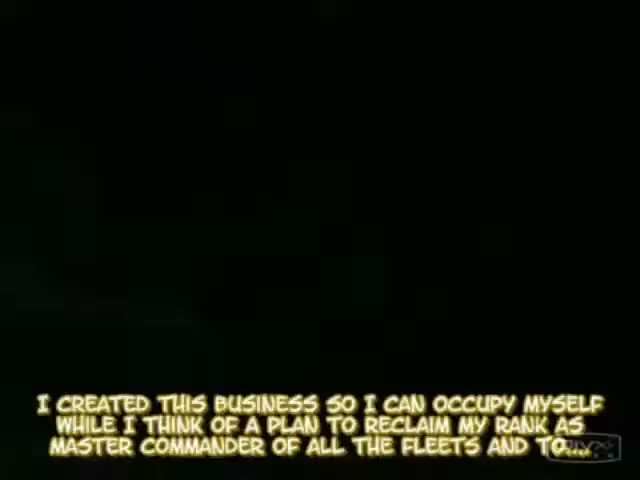 I CREATED THIS BUSINESS SO I CAN OCCUPY MYSELF
WHILE I THINK OF A PLAN TO RECLAIM MY RANK AS
MASTER COMMANDER OF ALL THE FLEETS AND TO...
DIVX